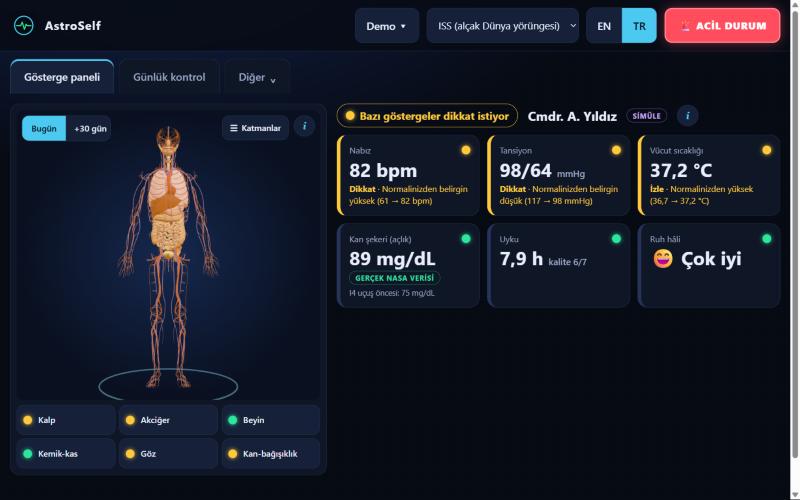 AstroSelf
Demo ▾
ISS (alçak Dünya yörüngesi)
EN
TR
🚨 ACİL DURUM
Gösterge paneli
Günlük kontrol
Diğer
Bugün
+30 gün
☰ Katmanlar
i
Bazı göstergeler dikkat istiyor
Cmdr. A. Yıldız
SİMÜLE
i
Nabız
82 bpm
Dikkat · Normalinizden belirgin
yüksek (61 → 82 bpm)
Tansiyon
98/64 mmHg
Dikkat · Normalinizden belirgin
düşük (117 → 98 mmHg)
Vücut sıcaklığı
37,2 °C
İzle · Normalinizden yüksek
(36,7 → 37,2 °C)
Kan şekeri (açlık)
89 mg/dL
GERÇEK NASA VERİSİ
I4 uçuş öncesi: 75 mg/dL
Uyku
7,9 h kalite 6/7
Ruh hâli
😄 Çok iyi
Kalp
Akciğer
Beyin
Kemik-kas
Göz
Kan-bağışıklık